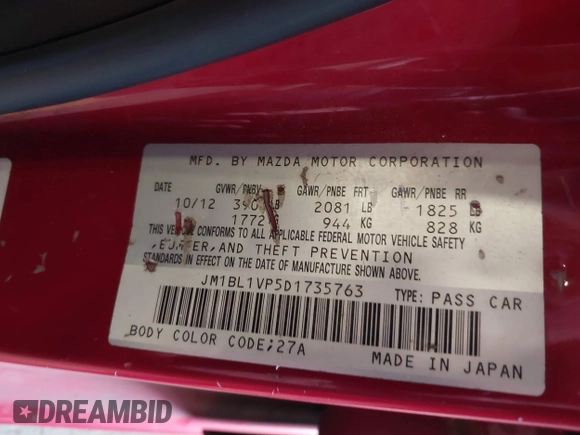 MFD. BY MAZDA MOTOR CORPORATION
DATE GVWR/PNBV GAWR/PNBE FRT GAWR/PNBE RR
10/12 LB 2081 LB 1825 LB
1772 944 KG 828 KG
THIS VEHICLE CONFORMS TO ALL APPLICABLE FEDERAL MOTOR VEHICLE SAFETY
,BUMPER,AND THEFT PREVENTION
STANDARDS IN EFFECT ON THE DATE OF MANUFACTURE SHOWN ABOVE.
JM1BL1VP5D1735763 TYPE: PASS CAR
BODY COLOR CODE;27A
MADE IN JAPAN
DREAMBID